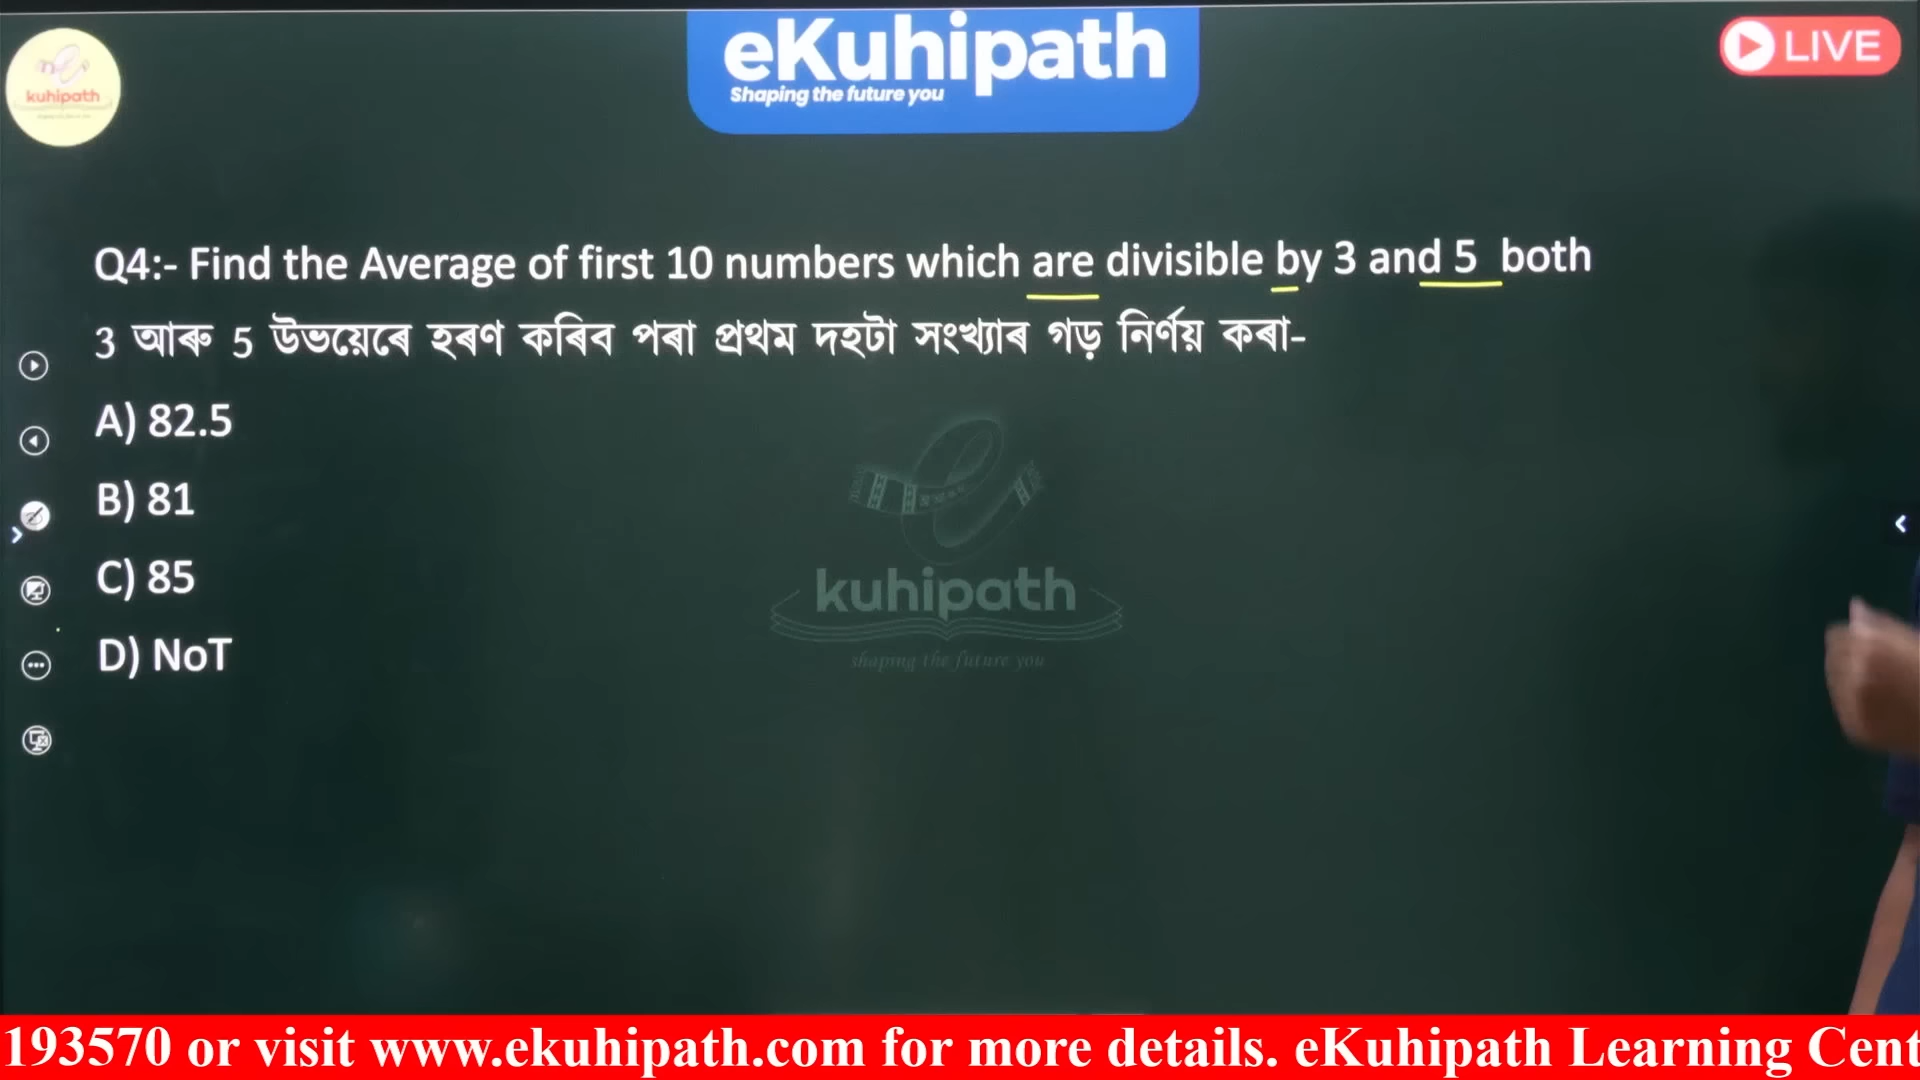 eKuhipath
Shaping the future you
LIVE
kuhipath
Q4:- Find the Average of first 10 numbers which are divisible by 3 and 5 both
3 আৰু 5 উভয়েৰে হৰণ কৰিব পৰা প্ৰথম দহটা সংখ্যাৰ গড় নিৰ্ণয় কৰা-
A) 82.5
B) 81
C) 85
D) NoT
kuhipath
shaping the future you
193570 or visit www.ekuhipath.com for more details. eKuhipath Learning Cent